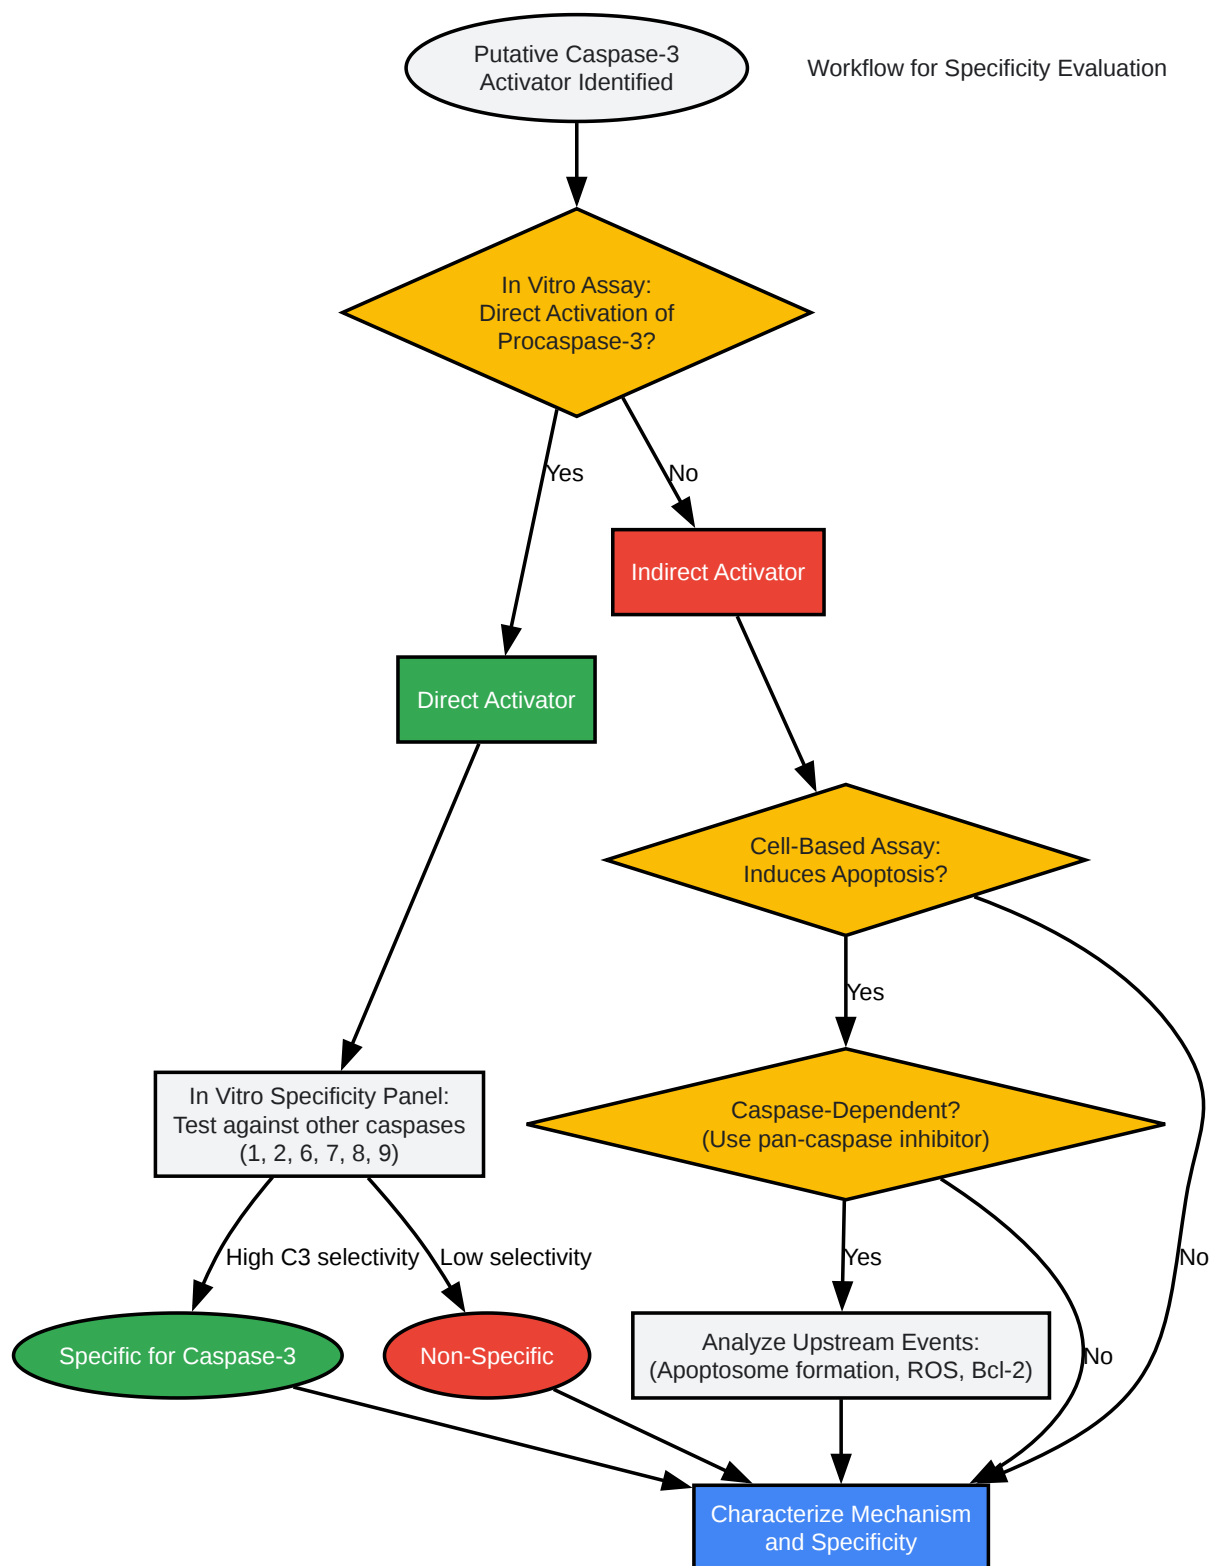 Putative Caspase-3
Activator Identified
Workflow for Specificity Evaluation
In Vitro Assay:
Direct Activation of
Procaspase-3?
Yes
No
Indirect Activator
Direct Activator
Cell-Based Assay:
Induces Apoptosis?
Yes
No
In Vitro Specificity Panel:
Test against other caspases
(1, 2, 6, 7, 8, 9)
Caspase-Dependent?
(Use pan-caspase inhibitor)
High C3 selectivity
Low selectivity
Yes
No
Specific for Caspase-3
Non-Specific
Analyze Upstream Events:
(Apoptosome formation, ROS, Bcl-2)
Characterize Mechanism
and Specificity